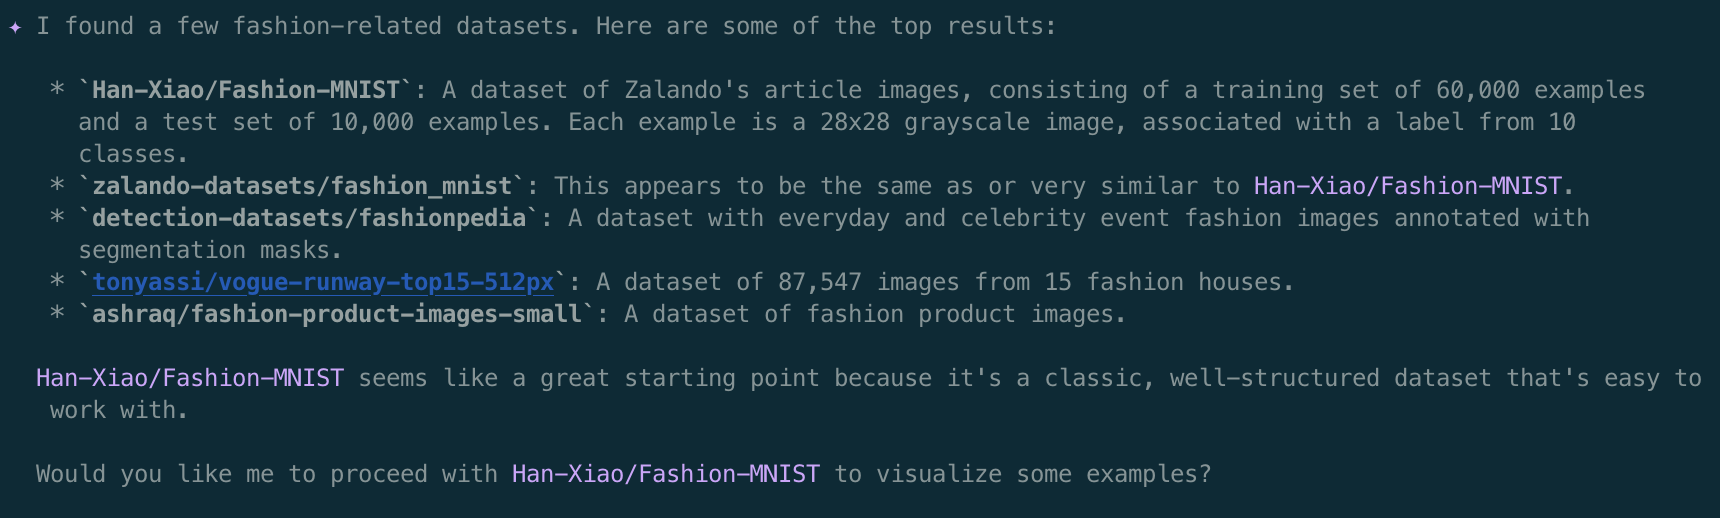 ✦ I found a few fashion-related datasets. Here are some of the top results:
* `Han-Xiao/Fashion-MNIST`: A dataset of Zalando's article images, consisting of a training set of 60,000 examples
and a test set of 10,000 examples. Each example is a 28x28 grayscale image, associated with a label from 10
classes.
* `zalando-datasets/fashion_mnist`: This appears to be the same as or very similar to Han-Xiao/Fashion-MNIST.
* `detection-datasets/fashionpedia`: A dataset with everyday and celebrity event fashion images annotated with
segmentation masks.
* `tonyassi/vogue-runway-top15-512px`: A dataset of 87,547 images from 15 fashion houses.
* `ashraq/fashion-product-images-small`: A dataset of fashion product images.
Han-Xiao/Fashion-MNIST seems like a great starting point because it's a classic, well-structured dataset that's easy to
work with.
Would you like me to proceed with Han-Xiao/Fashion-MNIST to visualize some examples?